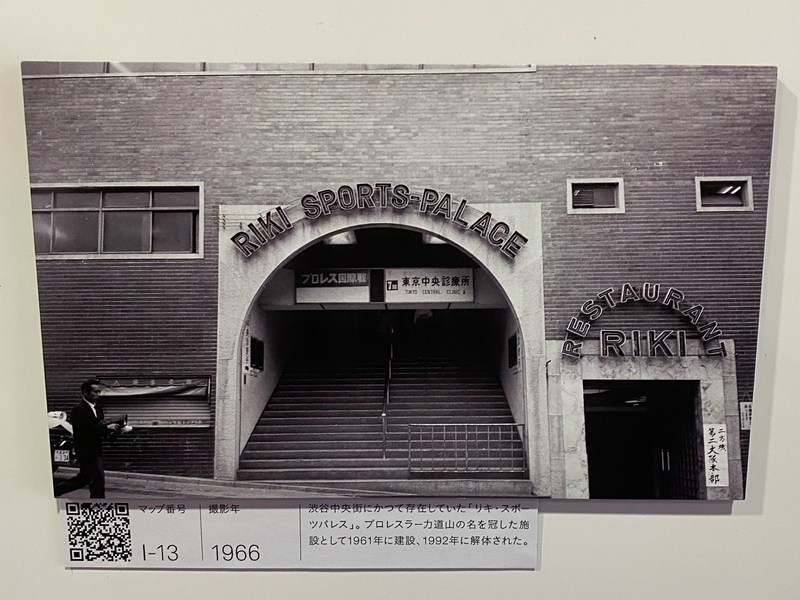 RIKI SPORTS-PALACE
プロレス国際戦
7階 東京中央診療所
TOKYO CENTRAL CLINIC
RESTAURANT
RIKI
第二大塚本部
マップ番号
I-13
撮影年
1966
渋谷中央街にかつて存在していた「リキ・スポー
ツパレス」。プロレスラー力道山の名を冠した施
設として1961年に建設、1992年に解体された。